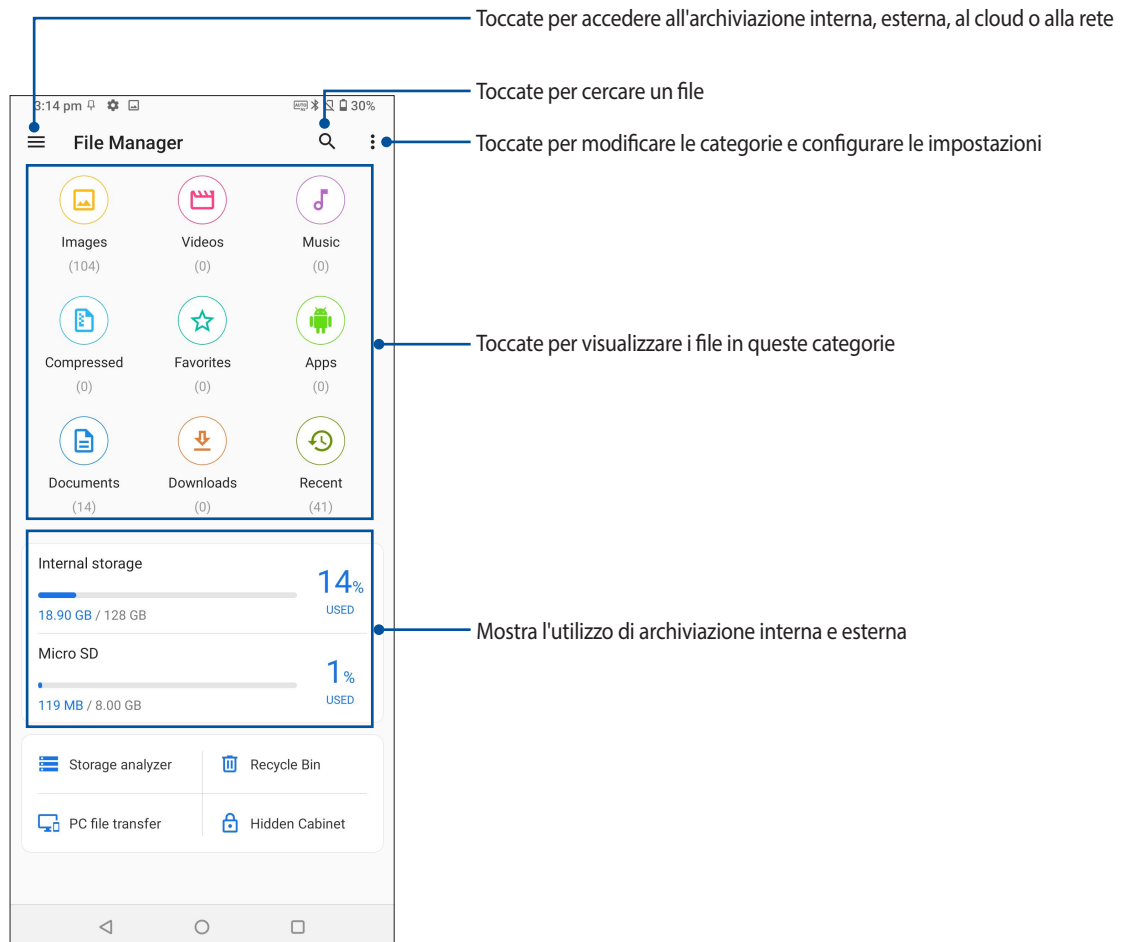 Toccate per accedere all'archiviazione interna, esterna, al cloud o alla rete
Toccate per cercare un file
3:14 pm
30%
File Manager
Toccate per modificare le categorie e configurare le impostazioni
Images
Videos
Music
(104)
(0)
(0)
Toccate per visualizzare i file in queste categorie
Compressed
Favorites
Apps
(0)
(0)
(0)
Documents
Downloads
Recent
(14)
(0)
(41)
Internal storage
14%
18.90 GB / 128 GB
USED
Mostra l'utilizzo di archiviazione interna e esterna
Micro SD
1%
119 MB / 8.00 GB
USED
Storage analyzer
Recycle Bin
PC file transfer
Hidden Cabinet